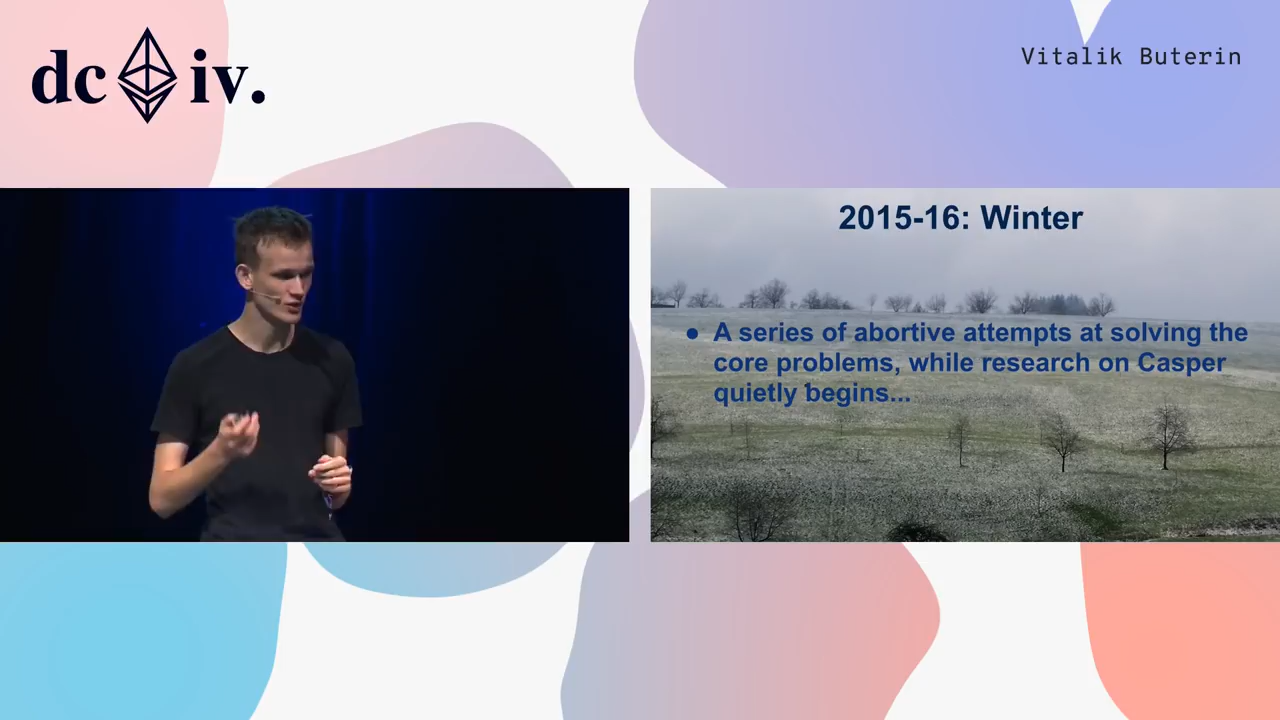 dc iv.
Vitalik Buterin
2015-16: Winter
● A series of abortive attempts at solving the
core problems, while research on Casper
quietly begins...